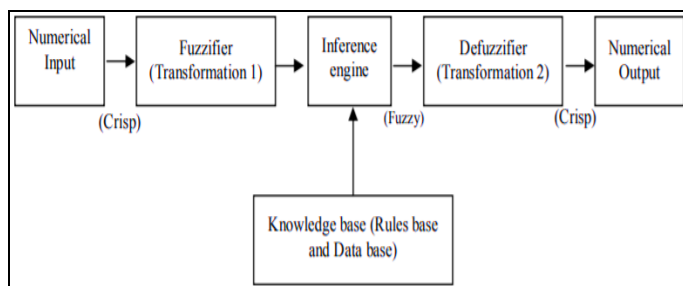 Numerical
Input
(Crisp)
Fuzzifier
(Transformation 1)
Inference
engine
(Fuzzy)
Defuzzifier
(Transformation 2)
(Crisp)
Numerical
Output
Knowledge base (Rules base
and Data base)